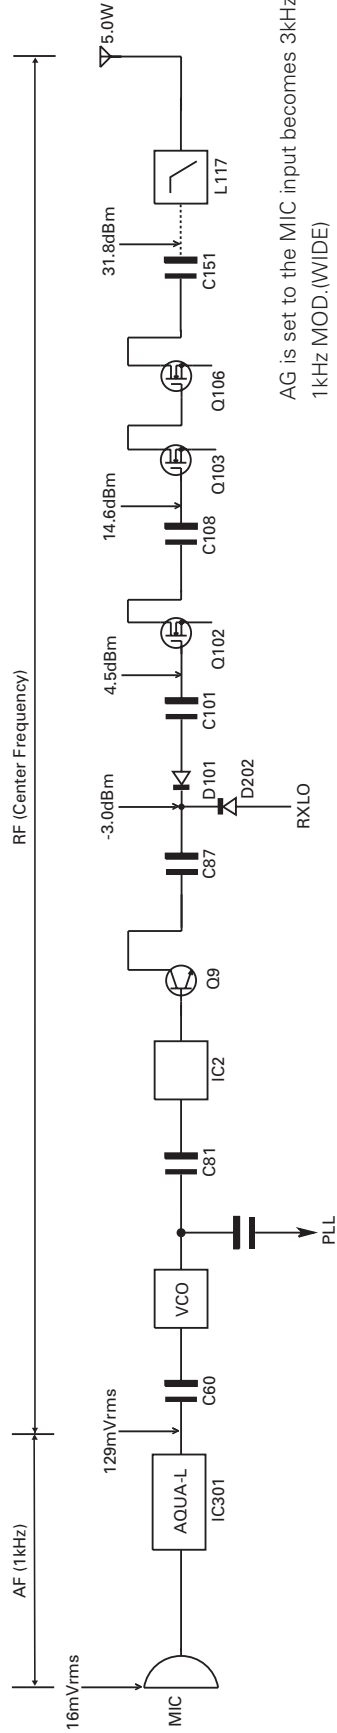 AF (1kHz)
RF (Center Frequency)
16mVrms
129mVrms
-3.0dBm
4.5dBm
14.6dBm
31.8dBm
5.0W
MIC
AQUA-L
IC301
C60
VCO
PLL
C81
IC2
Q9
C87
D101
D202
RXLO
C101
Q102
C108
Q103
Q106
C151
L117
AG is set to the MIC input becomes 3kHz
1kHz MOD.(WIDE)